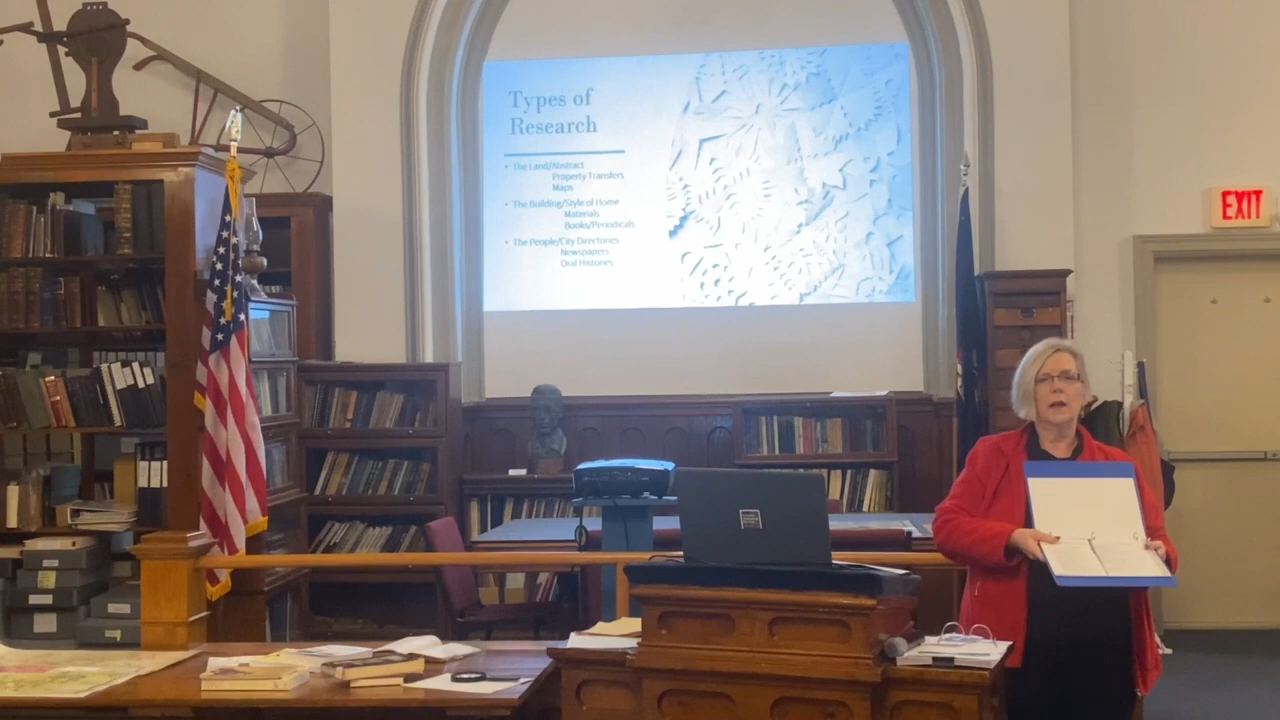 Types of
Research
• The Land/Abstract
Property Transfers
Maps
• The Building/Style of Home
Materials
Books/Periodicals
• The People/City Directories
Newspapers
Oral Histories
EXIT